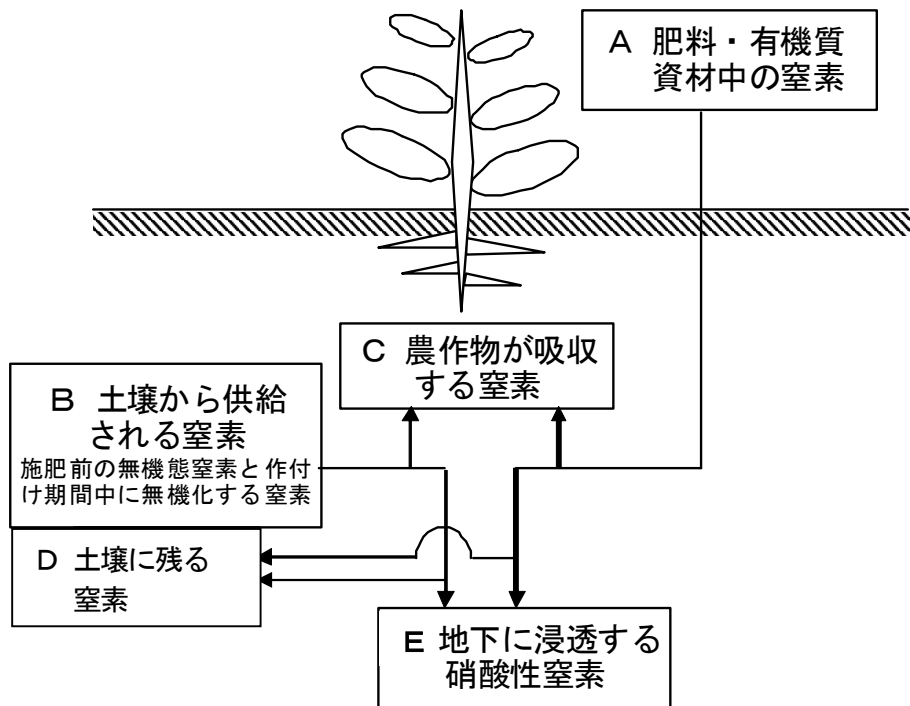 A 肥料・有機質
資材中の窒素
C 農作物が吸収
する窒素
B 土壌から供給
される窒素
施肥前の無機態窒素と作付
け期間中に無機化する窒素
D 土壌に残る
窒素
E 地下に浸透する
硝酸性窒素